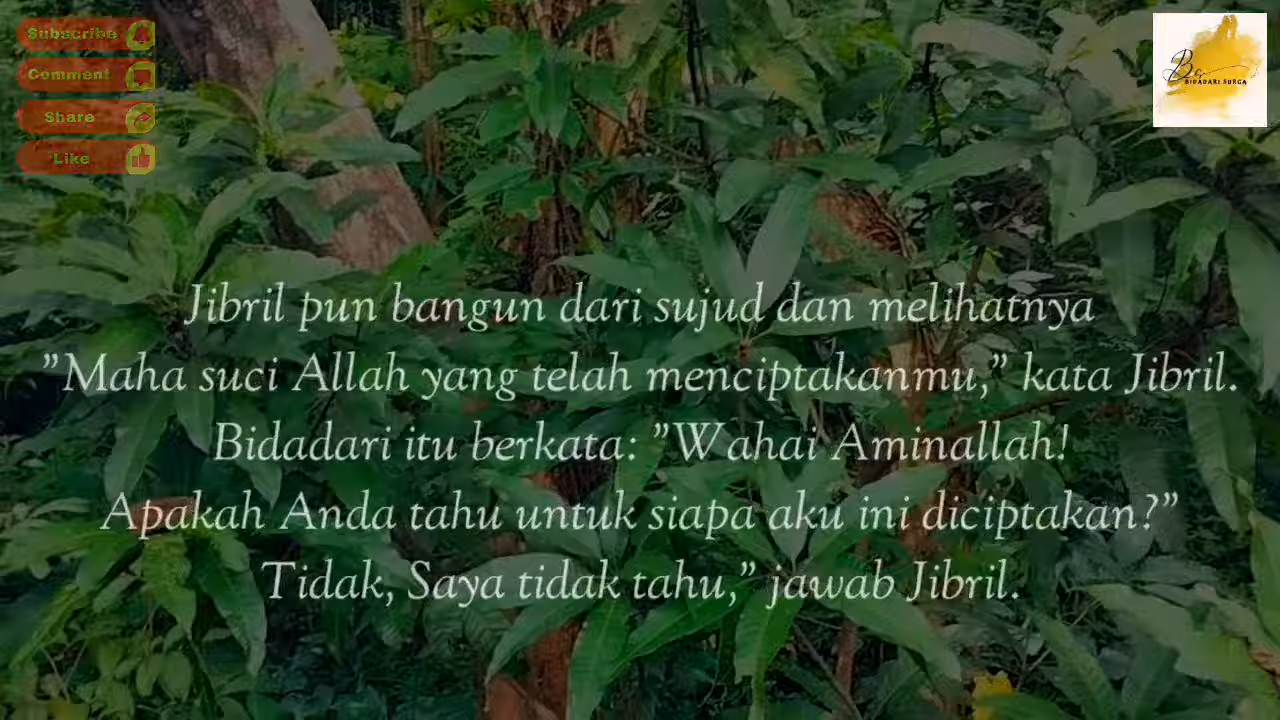 Subscribe
Comment
Share
Like
BIDADARI SURGA
Jibril pun bangun dari sujud dan melihatnya
"Maha suci Allah yang telah menciptakanmu," kata Jibril.
Bidadari itu berkata: "Wahai Aminallah!
Apakah Anda tahu untuk siapa aku ini diciptakan?"
Tidak, Saya tidak tahu," jawab Jibril.